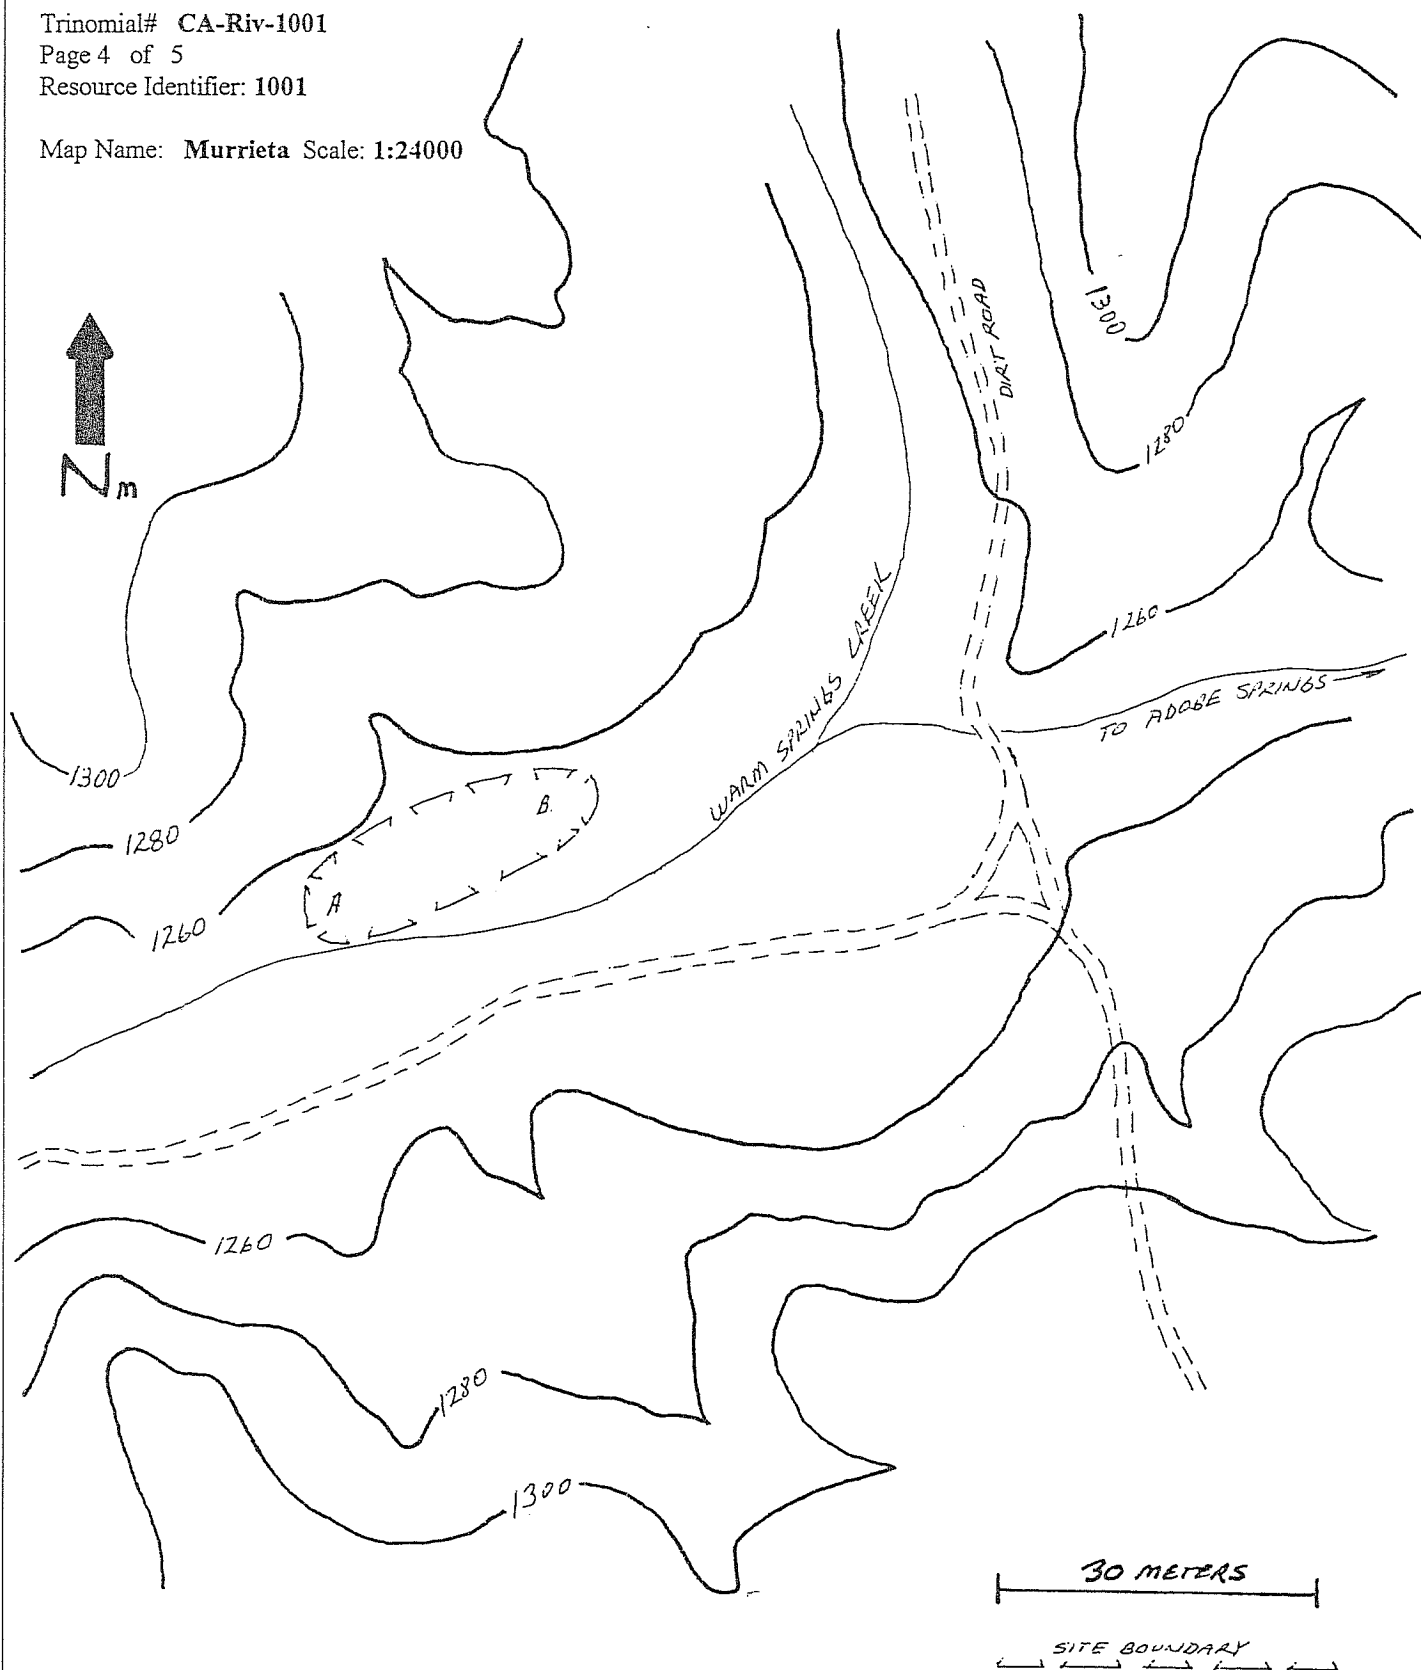 Trinomial# CA-Riv-1001
Page 4 of 5
Resource Identifier: 1001
Map Name: Murrieta Scale: 1:24000
Nm
DIRT ROAD
1300
1280
1260
WARM SPRINGS CREEK
TO ADOBE SPRINGS
1300
1280
1260
A
B
1260
1280
1300
30 METERS
SITE BOUNDARY